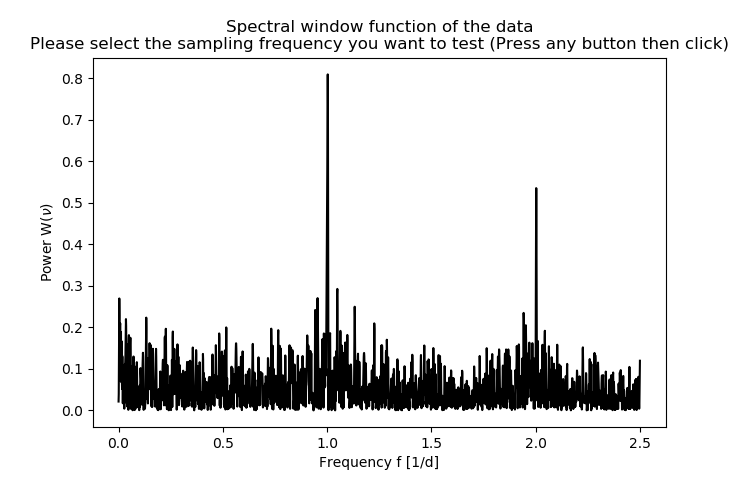 Spectral window function of the data
Please select the sampling frequency you want to test (Press any button then click)
0.8
0.7
0.6
0.5
0.4
0.3
0.2
0.1
0.0
Power W(ν)
0.0 0.5 1.0 1.5 2.0 2.5
Frequency f [1/d]